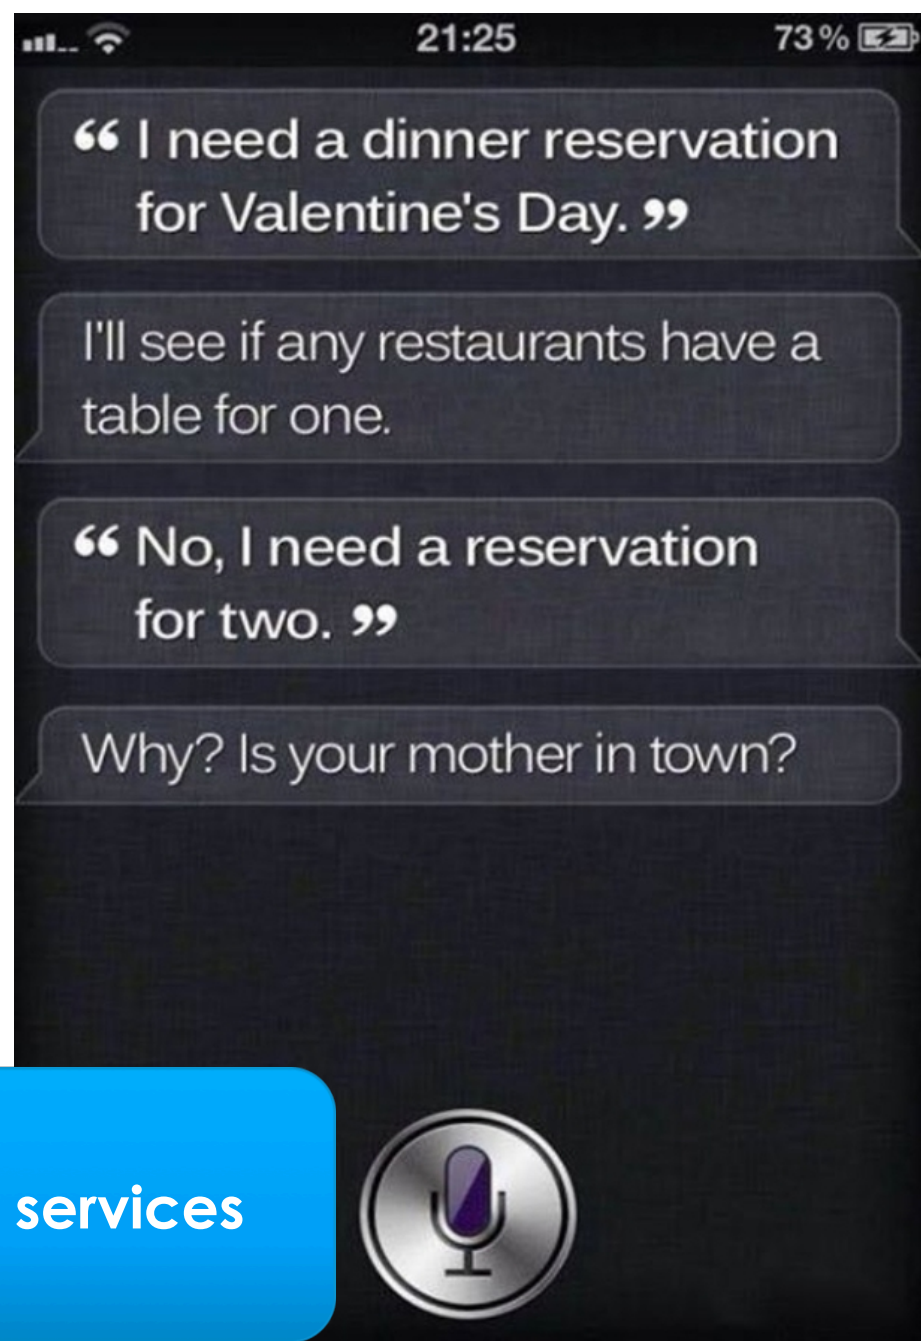 21:25 73%
“ I need a dinner reservation
for Valentine's Day. ”
I'll see if any restaurants have a
table for one.
“ No, I need a reservation
for two. ”
Why? Is your mother in town?
services